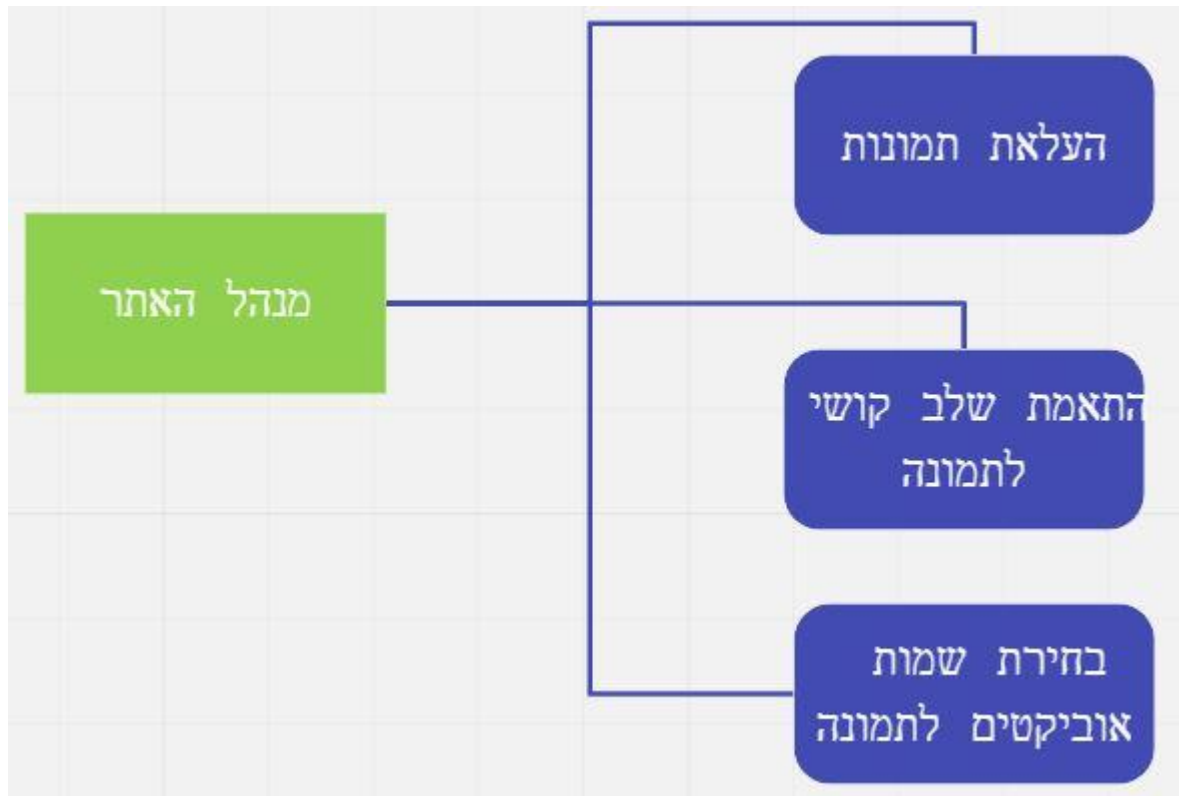 העלאת תמונות
מנהל האתר
התאמת שלב קושי
לתמונה
בחירת שמות
אוביקטים לתמונה